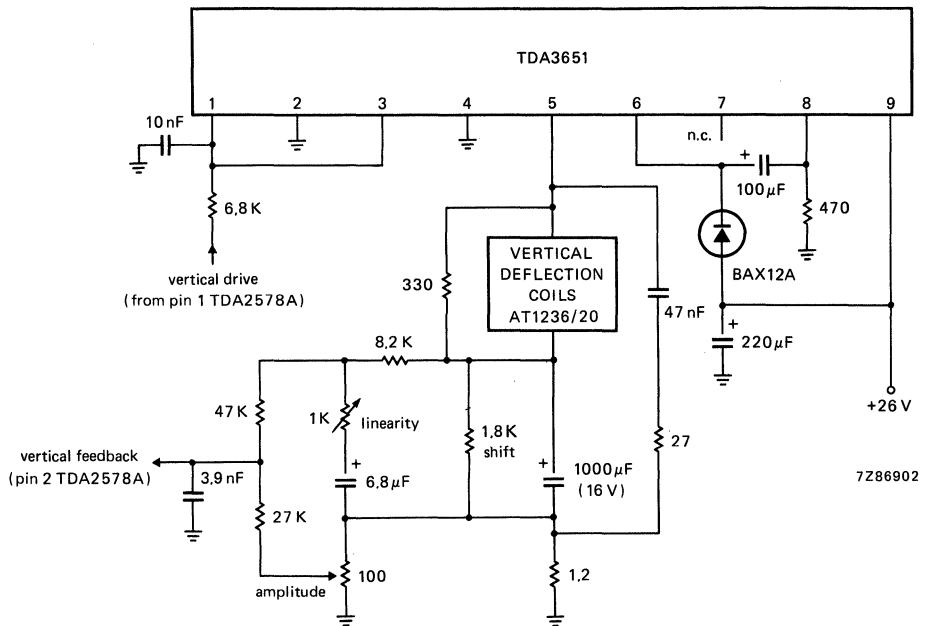 TDA3651
1 2 3 4 5 6 7 8 9
10 nF
n.c.
+
100 µF
6,8 K
470
vertical drive
(from pin 1 TDA2578A)
VERTICAL
DEFLECTION
COILS
AT1236/20
BAX12A
330
47 nF
+
220 µF
8,2 K
+26 V
47 K
1K
linearity
1,8 K
shift
27
vertical feedback
(pin 2 TDA2578A)
3,9 nF
+
6,8 µF
+
1000 µF
(16 V)
7Z86902
27 K
amplitude
100
1,2